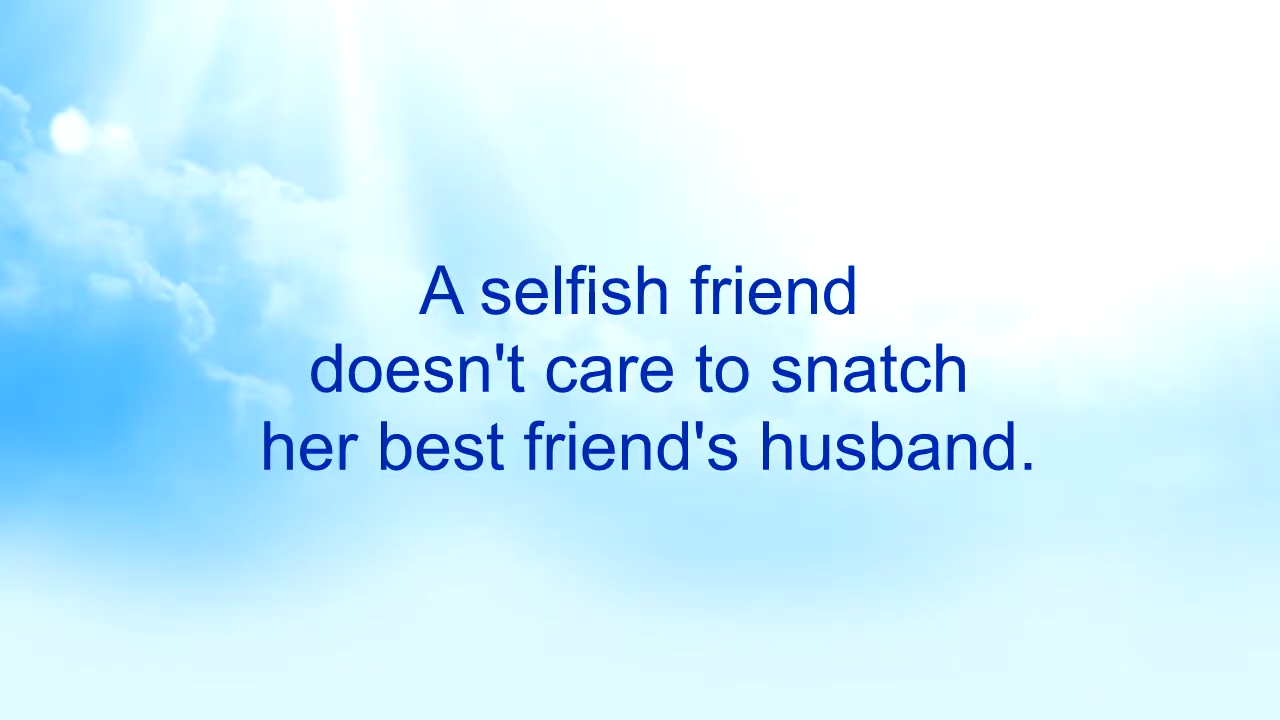 A selfish friend
doesn't care to snatch
her best friend's husband.